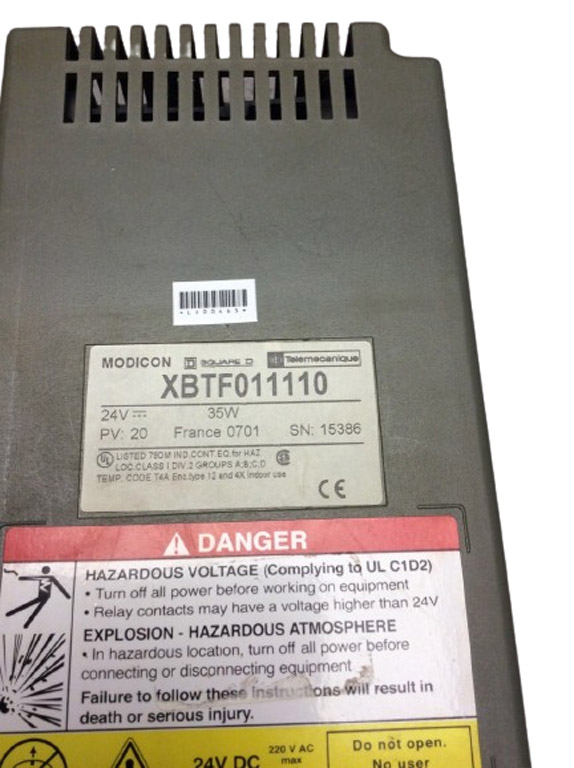 *L100465*
MODICON SQUARE D Telemecanique
XBTF011110
24V 35W
PV: 20 France 0701 SN: 15386
UL LISTED 79OM IND.CONT.EQ.for HAZ.
LOC.CLASS I DIV.2 GROUPS A;B;C;D
TEMP. CODE T4A Enc.type 12 and 4X Indoor use
CE
DANGER
HAZARDOUS VOLTAGE (Complying to UL C1D2)
• Turn off all power before working on equipment
• Relay contacts may have a voltage higher than 24V
EXPLOSION - HAZARDOUS ATMOSPHERE
• In hazardous location, turn off all power before
connecting or disconnecting equipment
Failure to follow these instructions will result in
death or serious injury.
24V DC 220 V AC max
Do not open.
No user